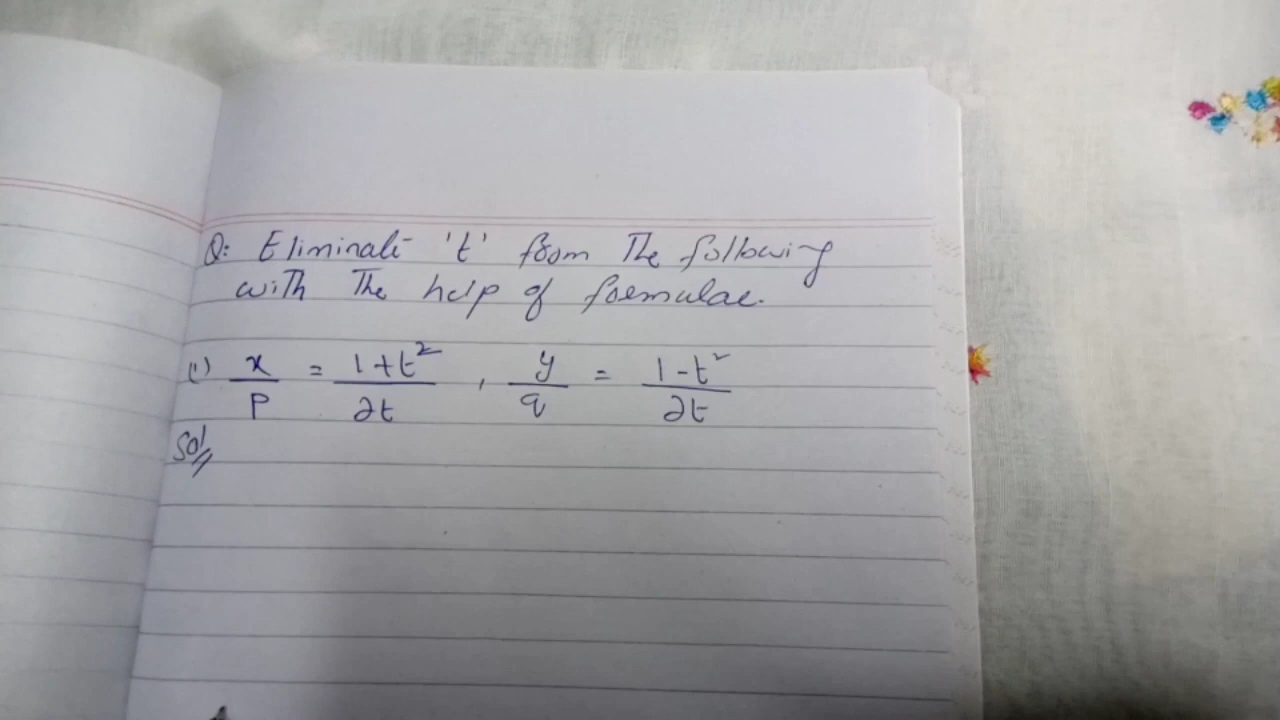 Q: Eliminate 't' from The following
with The help of formulae.
(i) x/p = 1+t²/2t , y/q = 1-t²/2t
Sol